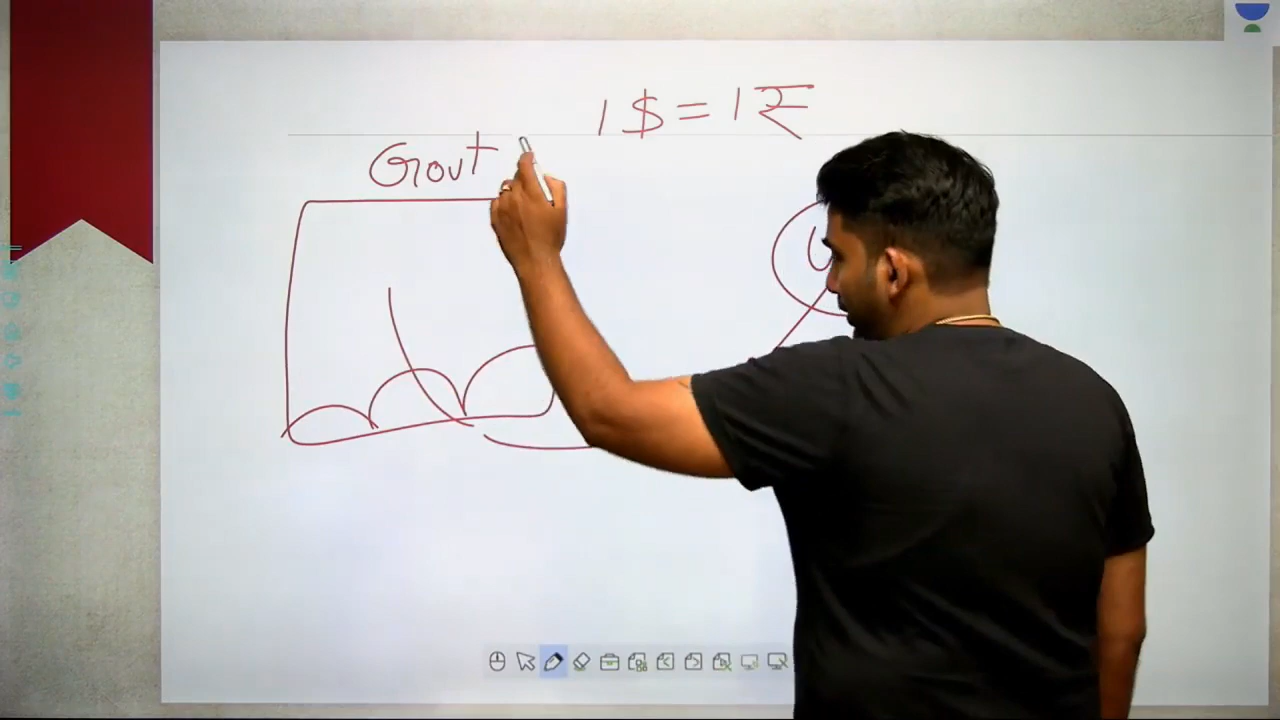 1 $ = 1 ₹
Govt